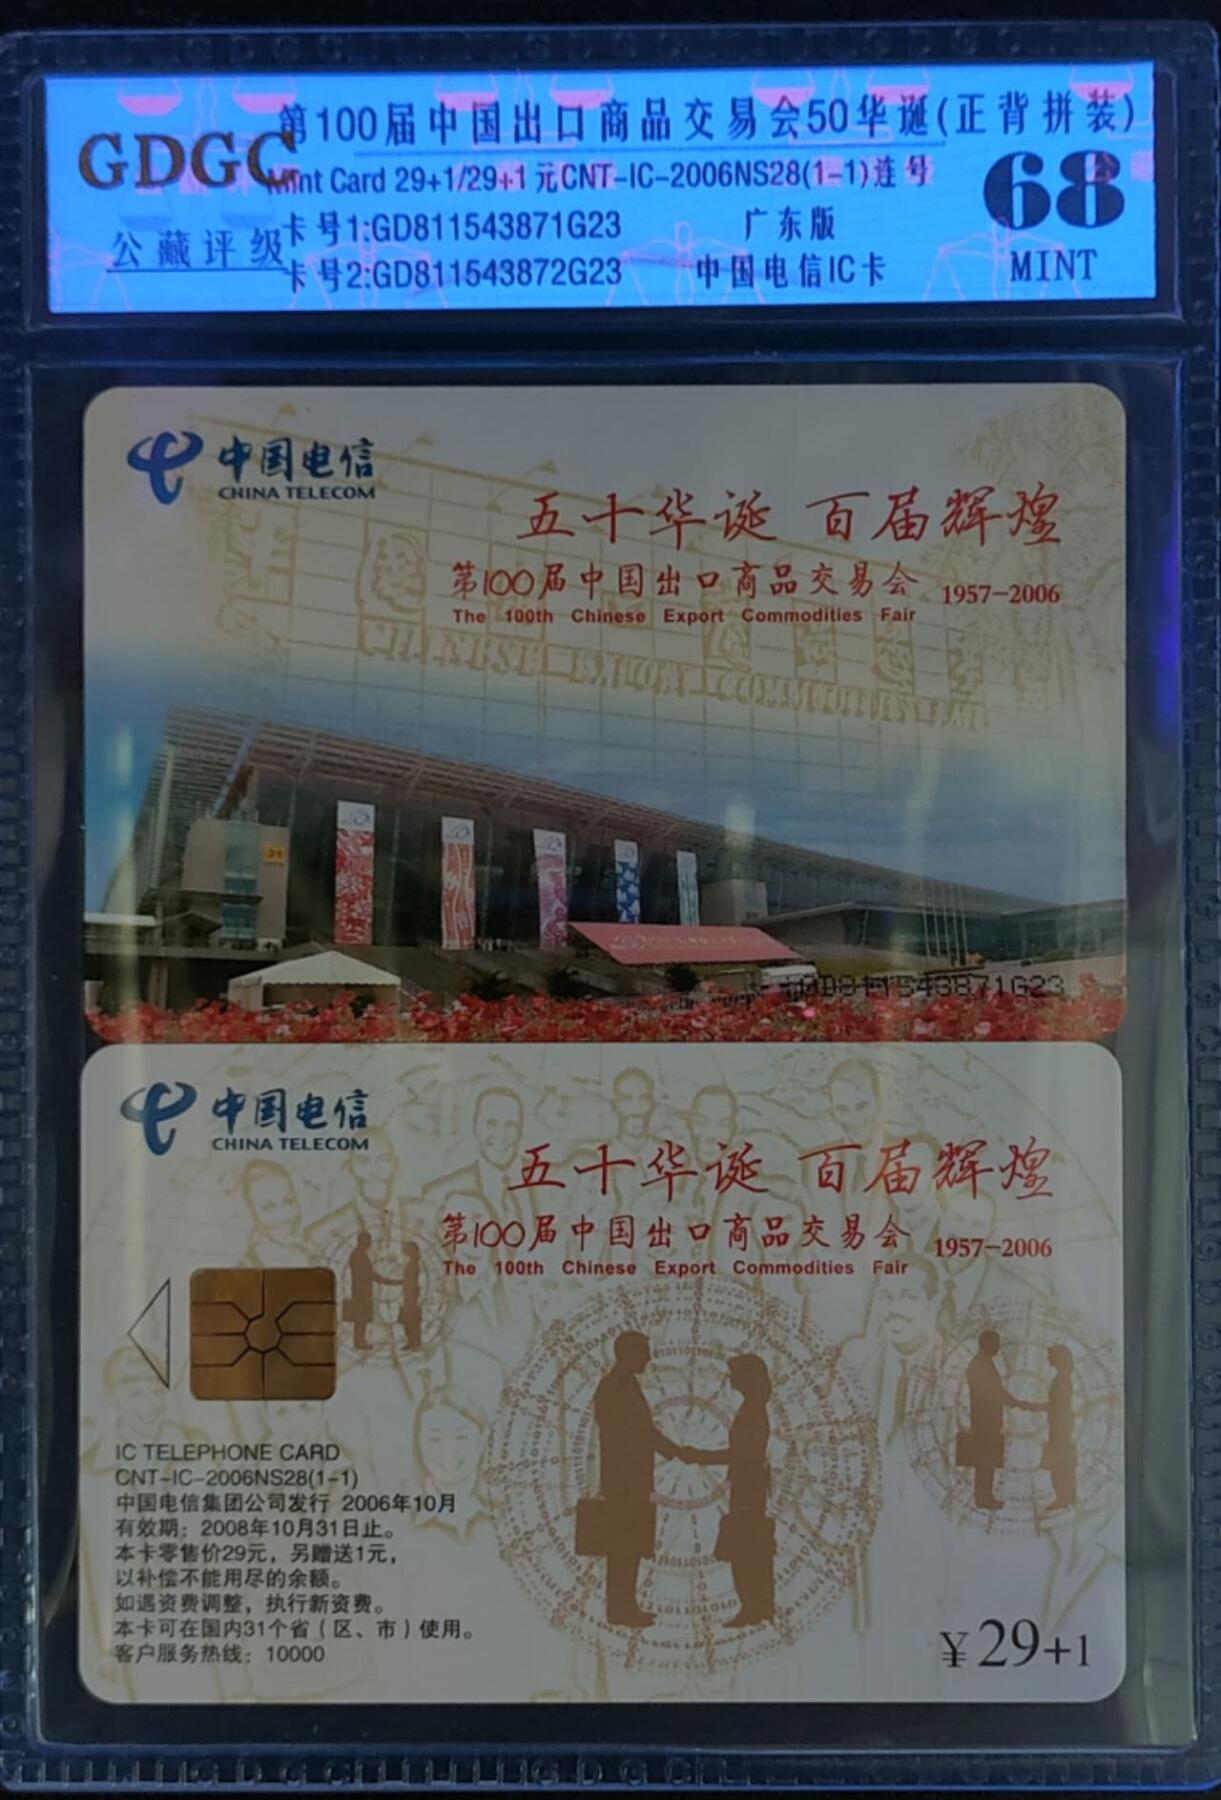 第100届中国出口商品交易会50华诞(正背拼装)
GDGC
Mint Card 29+1/29+1元CNT-IC-2006NS28(1-1)连号
68
卡号1:GD811543871G23
广东版
公藏评级
卡号2:GD811543872G23
中国电信IC卡
MINT
中国电信
CHINA TELECOM
五十华诞 百届辉煌
第100届中国出口商品交易会 1957-2006
The 100th Chinese Export Commodities Fair
21
GD811543871G23
中国电信
CHINA TELECOM
五十华诞 百届辉煌
第100届中国出口商品交易会 1957-2006
The 100th Chinese Export Commodities Fair
IC TELEPHONE CARD
CNT-IC-2006NS28(1-1)
中国电信集团公司发行 2006年10月
有效期：2008年10月31日止。
本卡零售价29元，另赠送1元，
以补偿不能用尽的余额。
如遇资费调整，执行新资费。
本卡可在国内31个省（区、市）使用。
客户服务热线：10000
¥29+1